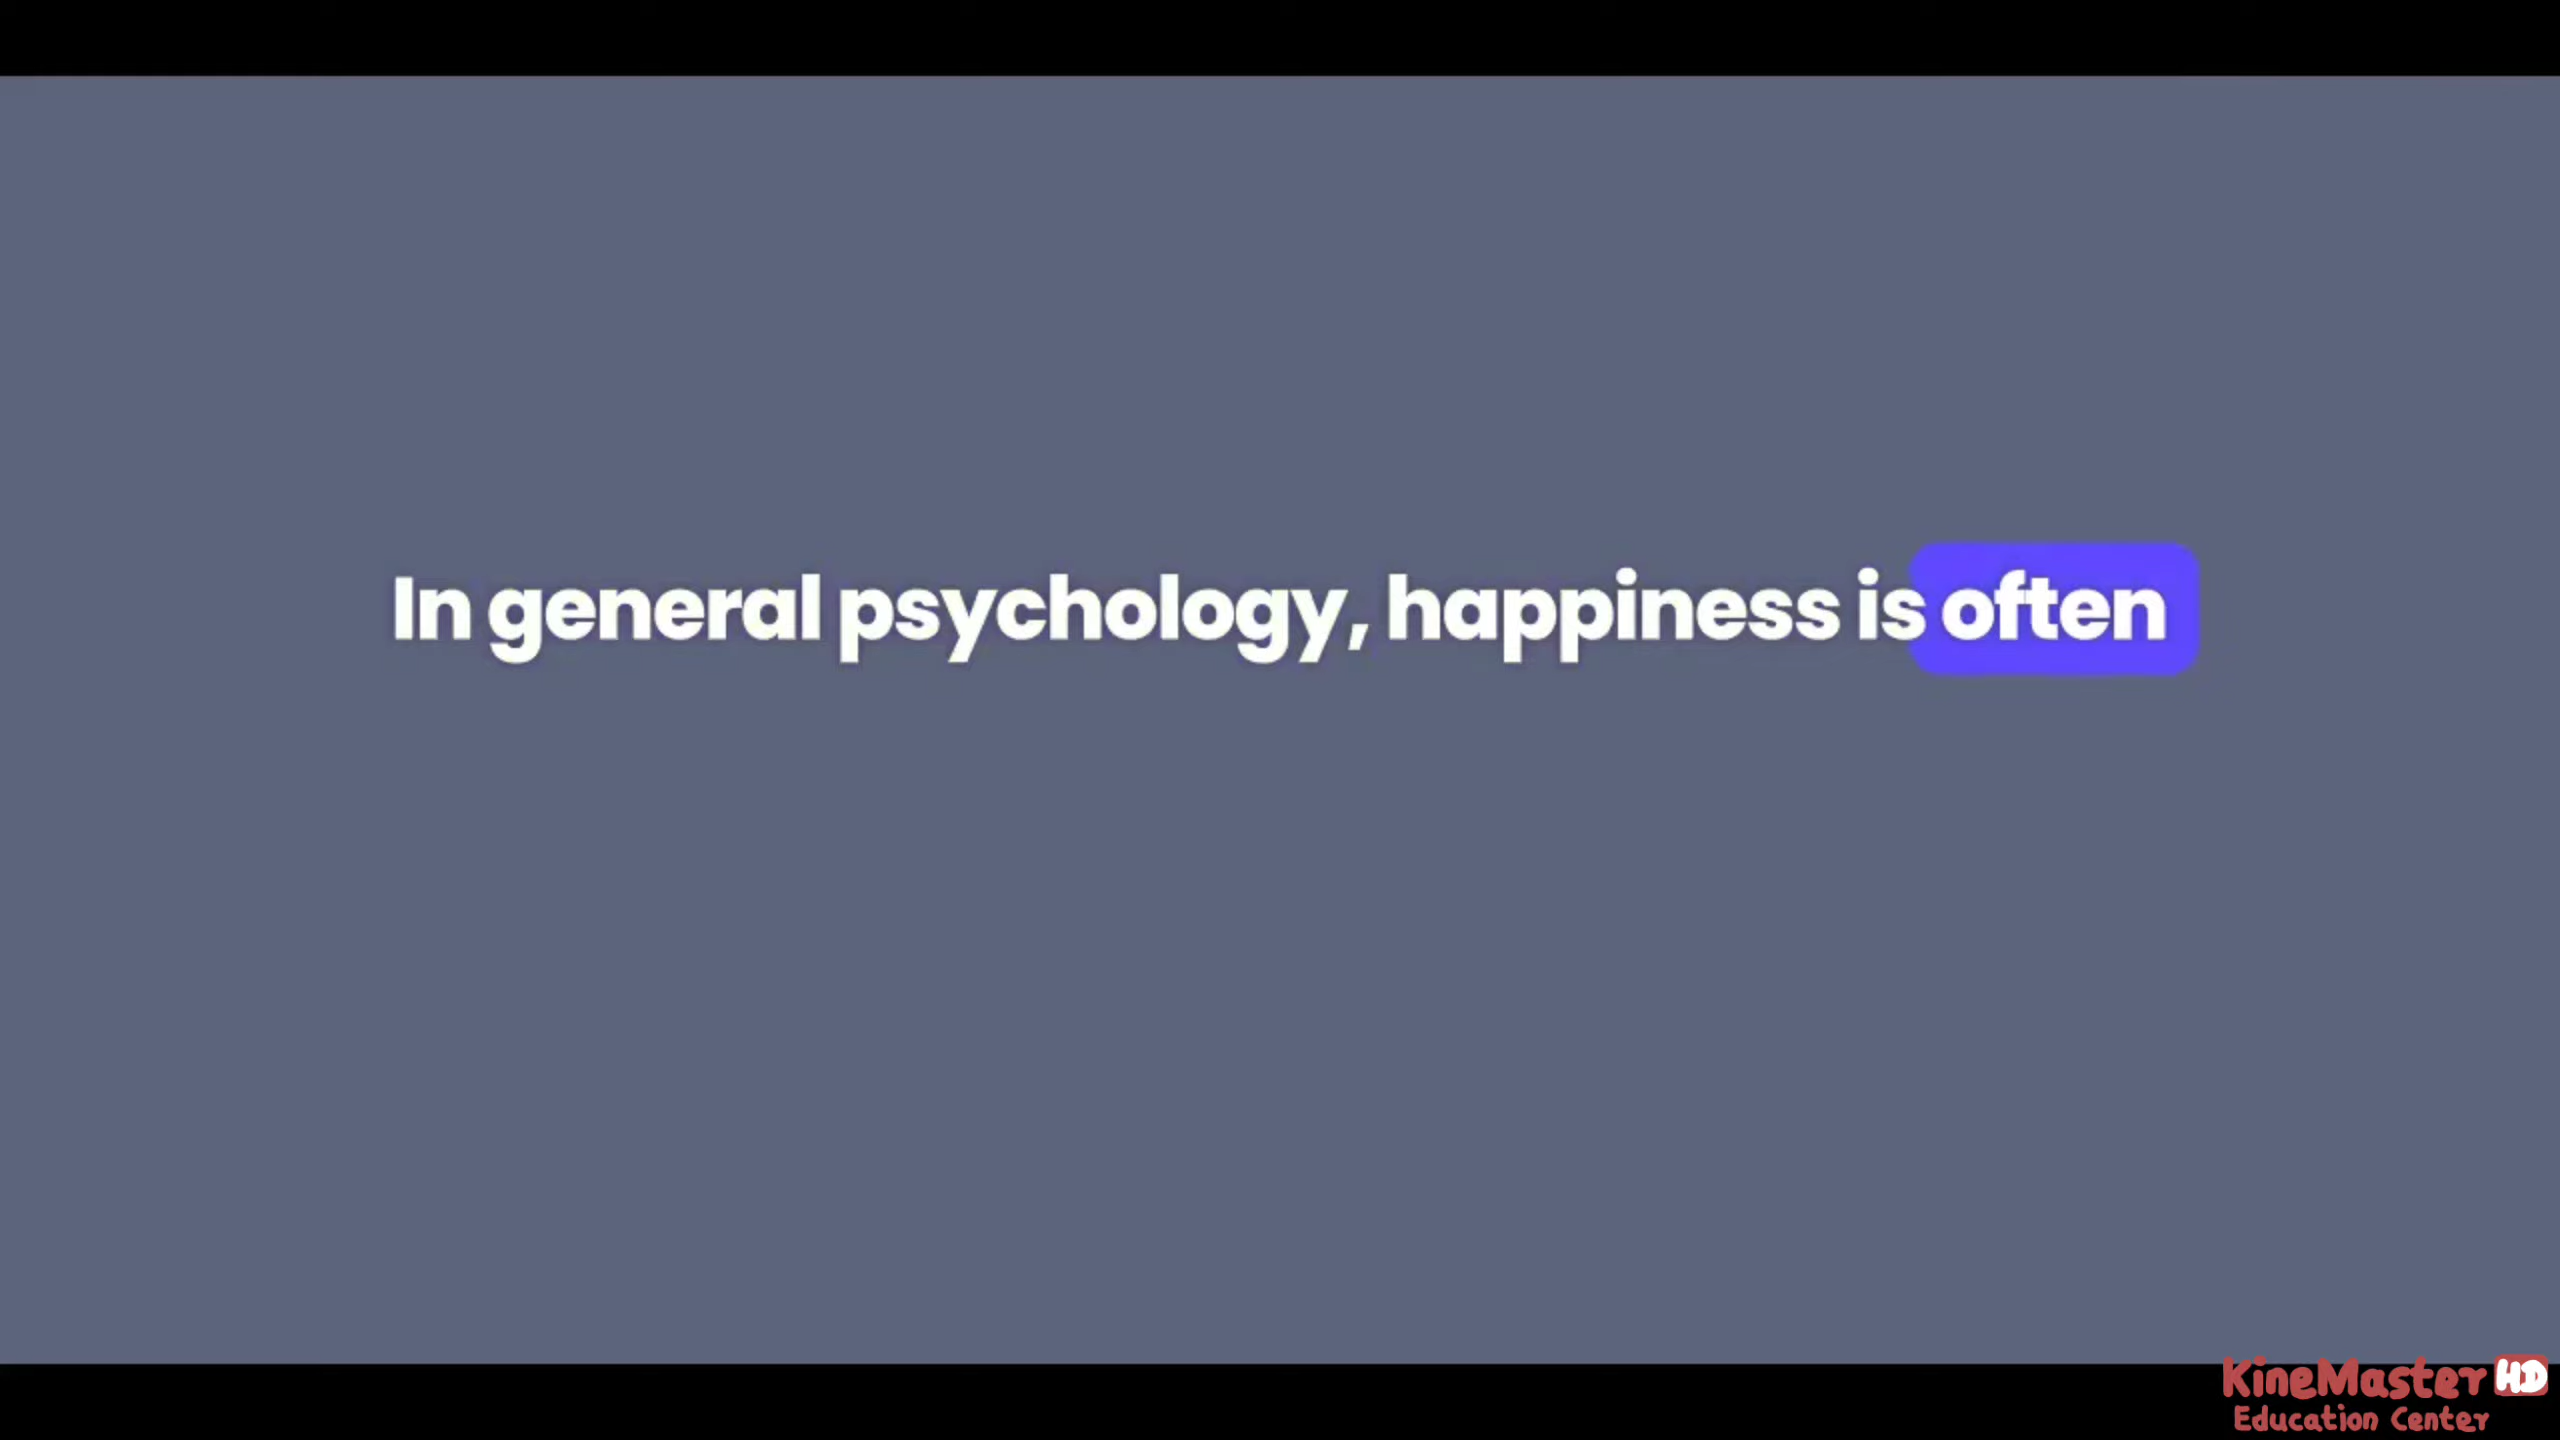 In general psychology, happiness is often
KineMaster HD
Education Center